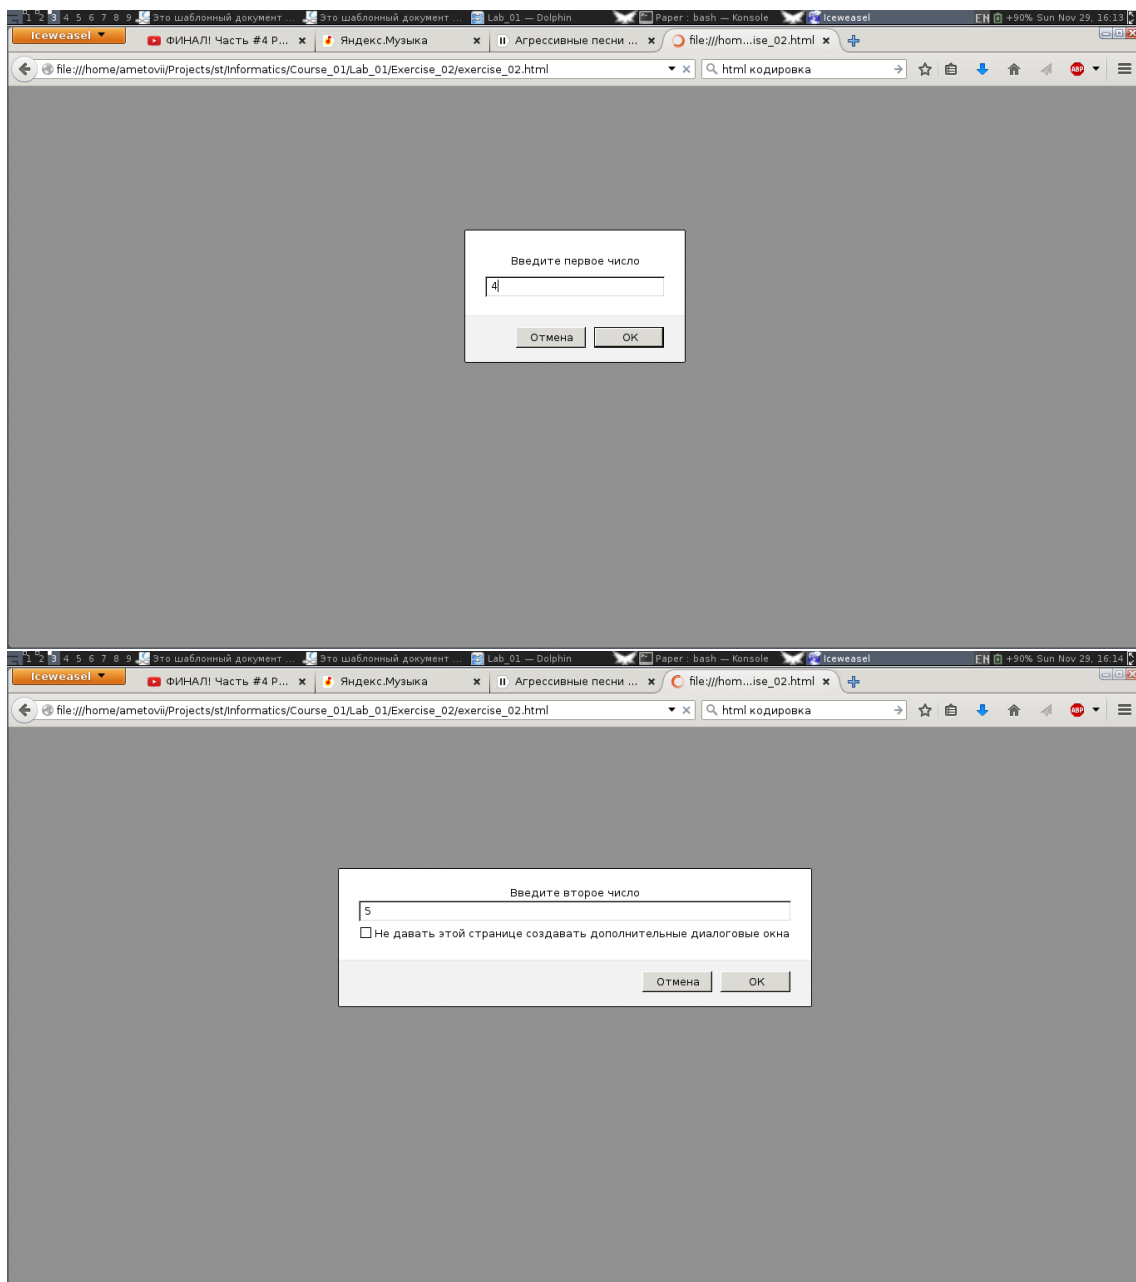 1 2 3 4 5 6 7 8 9 Это шаблонный документ ... Это шаблонный документ ... Lab_01 — Dolphin Paper : bash — Konsole Iceweasel EN +90% Sun Nov 29, 16:13
Iceweasel ФИНАЛ! Часть #4 Р... Яндекс.Музыка Агрессивные песни ... file:///hom...ise_02.html
file:///home/ametovii/Projects/st/Informatics/Course_01/Lab_01/Exercise_02/exercise_02.html html кодировка ABP
Введите первое число
4
Отмена OK
1 2 3 4 5 6 7 8 9 Это шаблонный документ ... Это шаблонный документ ... Lab_01 — Dolphin Paper : bash — Konsole Iceweasel EN +90% Sun Nov 29, 16:14
Iceweasel ФИНАЛ! Часть #4 Р... Яндекс.Музыка Агрессивные песни ... file:///hom...ise_02.html
file:///home/ametovii/Projects/st/Informatics/Course_01/Lab_01/Exercise_02/exercise_02.html html кодировка ABP
Введите второе число
5
Не давать этой странице создавать дополнительные диалоговые окна
Отмена OK